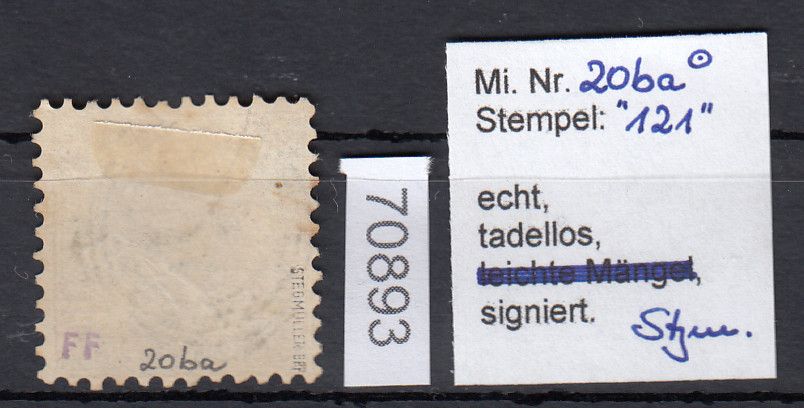 STEGMÜLLER BPP
FF
20ba
70893
Mi. Nr. 20ba ⊙
Stempel: "121"
echt,
tadellos,
leichte Mängel,
signiert.
Stgm.